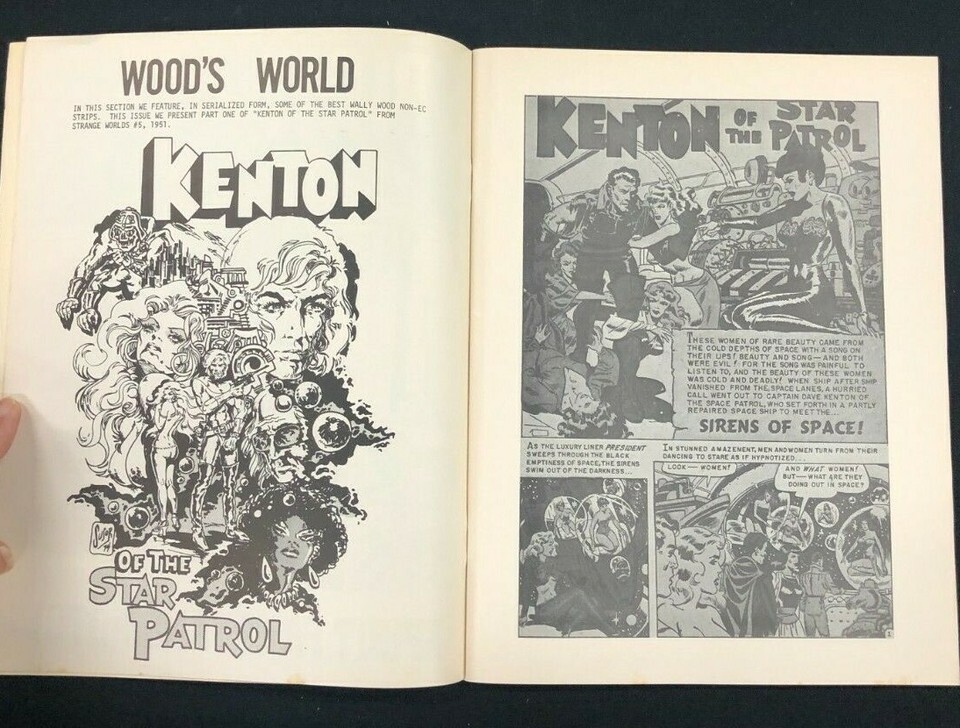 WOOD'S WORLD
IN THIS SECTION WE FEATURE, IN SERIALIZED FORM, SOME OF THE BEST WALLY WOOD NON-EC
STRIPS. THIS ISSUE WE PRESENT PART ONE OF "KENTON OF THE STAR PATROL" FROM
STRANGE WORLDS #5, 1951.
KENTON
OF THE
STAR
PATROL
KENTON OF THE STAR PATROL
THESE WOMEN OF RARE BEAUTY CAME FROM
THE COLD DEPTHS OF SPACE WITH A SONG ON
THEIR LIPS! BEAUTY AND SONG—AND BOTH
WERE EVIL! FOR THE SONG WAS PAINFUL TO
LISTEN TO, AND THE BEAUTY OF THESE WOMEN
WAS COLD AND DEADLY! WHEN SHIP AFTER SHIP
VANISHED FROM THE SPACE LANES, A HURRIED
CALL WENT OUT TO CAPTAIN DAVE KENTON OF
THE SPACE PATROL, WHO SET FORTH IN A PARTLY
REPAIRED SPACE SHIP TO MEET THE...
SIRENS OF SPACE!
AS THE LUXURY LINER PRESIDENT
SWEEPS THROUGH THE BLACK
EMPTINESS OF SPACE, THE SIRENS
SWIM OUT OF THE DARKNESS...
IN STUNNED AMAZEMENT, MEN AND WOMEN TURN FROM THEIR
DANCING TO STARE AS IF HYPNOTIZED...
LOOK—WOMEN!
AND WHAT WOMEN!
BUT—WHAT ARE THEY
DOING OUT IN SPACE?
1